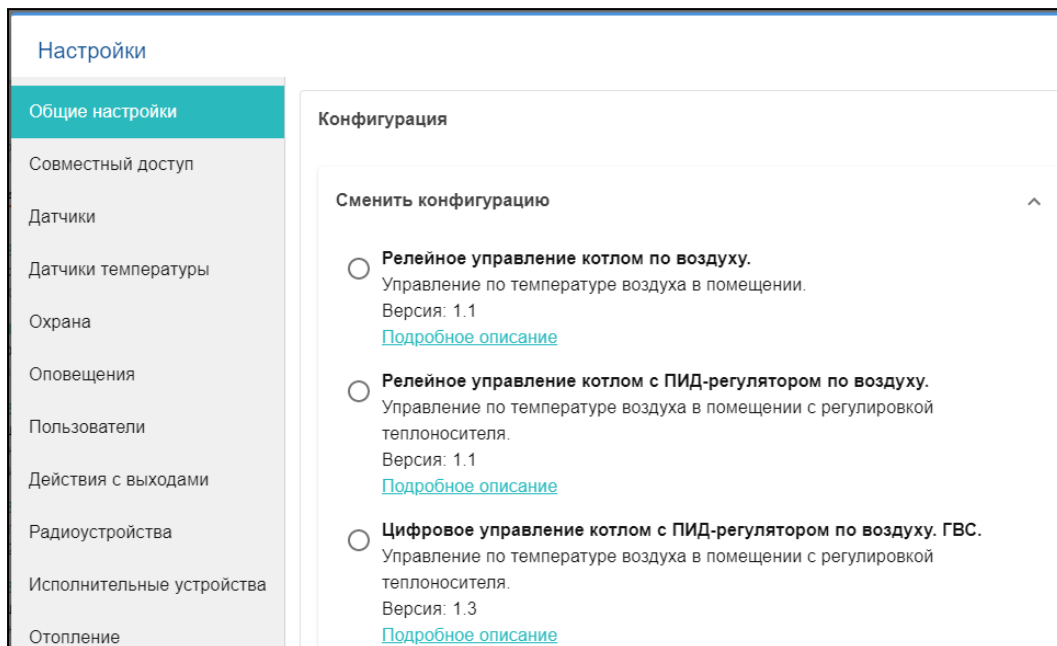 Настройки
Общие настройки
Совместный доступ
Датчики
Датчики температуры
Охрана
Оповещения
Пользователи
Действия с выходами
Радиоустройства
Исполнительные устройства
Отопление
Конфигурация
Сменить конфигурацию
Релейное управление котлом по воздуху.
Управление по температуре воздуха в помещении.
Версия: 1.1
Подробное описание
Релейное управление котлом с ПИД-регулятором по воздуху.
Управление по температуре воздуха в помещении с регулировкой
теплоносителя.
Версия: 1.1
Подробное описание
Цифровое управление котлом с ПИД-регулятором по воздуху. ГВС.
Управление по температуре воздуха в помещении с регулировкой
теплоносителя.
Версия: 1.3
Подробное описание